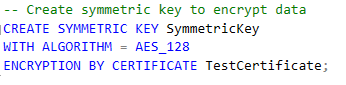 -- Create symmetric key to encrypt data
CREATE SYMMETRIC KEY SymmetricKey
WITH ALGORITHM = AES_128
ENCRYPTION BY CERTIFICATE TestCertificate;